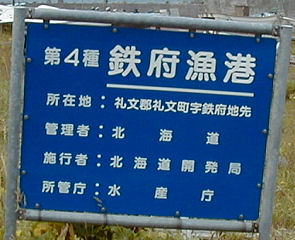 第4種 鉄府漁港
所在地：礼文郡礼文町字鉄府地先
管理者：北海道
施行者：北海道開発局
所管庁：水産庁